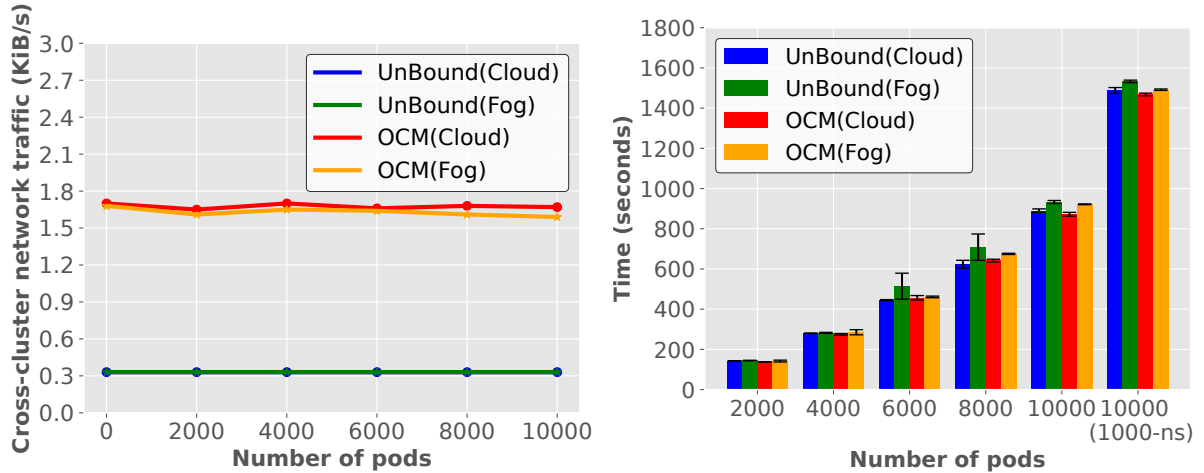 Cross-cluster network traffic (KiB/s)
3.0
2.7
2.4
2.1
1.8
1.5
1.2
0.9
0.6
0.3
0.0
UnBound(Cloud)
UnBound(Fog)
OCM(Cloud)
OCM(Fog)
0 2000 4000 6000 8000 10000
Number of pods
Time (seconds)
1800
1600
1400
1200
1000
800
600
400
200
0
UnBound(Cloud)
UnBound(Fog)
OCM(Cloud)
OCM(Fog)
2000 4000 6000 8000 10000 10000
(1000-ns)
Number of pods